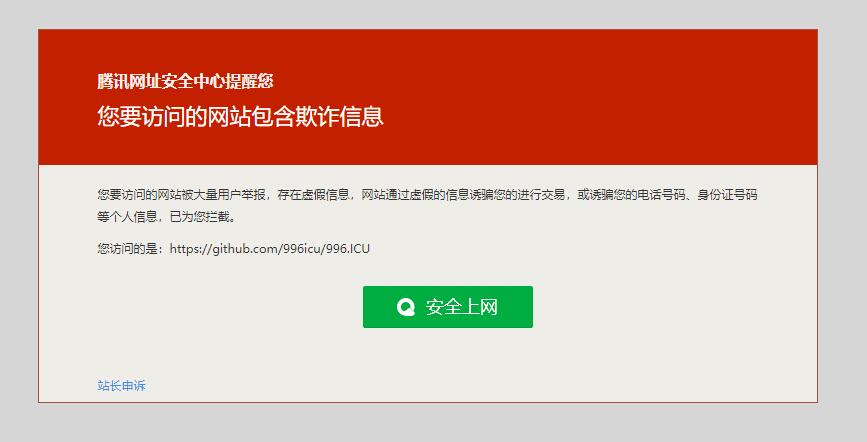 腾讯网址安全中心提醒您
您要访问的网站包含欺诈信息
您要访问的网站被大量用户举报，存在虚假信息，网站通过虚假的信息诱骗您的进行交易，或诱骗您的电话号码、身份证号码
等个人信息，已为您拦截。
您访问的是：https://github.com/996icu/996.ICU
安全上网
站长申诉